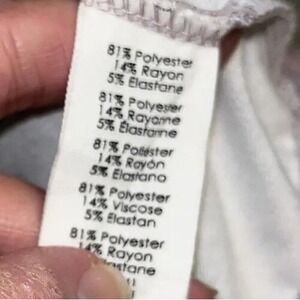 81% Polyester
14% Rayon
5% Elastane
81% Polyester
14% Rayonne
5% Élasthanne
81% Poliéster
14% Rayón
5% Elastano
81% Polyester
14% Viscose
5% Elastan
81% Polyester
14% Rayon